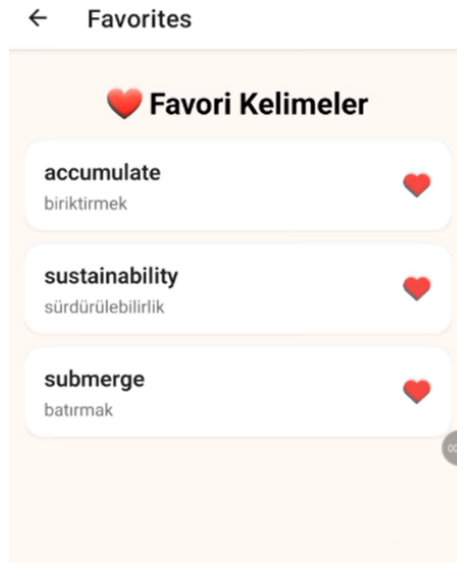 Favorites
Favori Kelimeler
accumulate
biriktirmek
sustainability
sürdürülebilirlik
submerge
batırmak